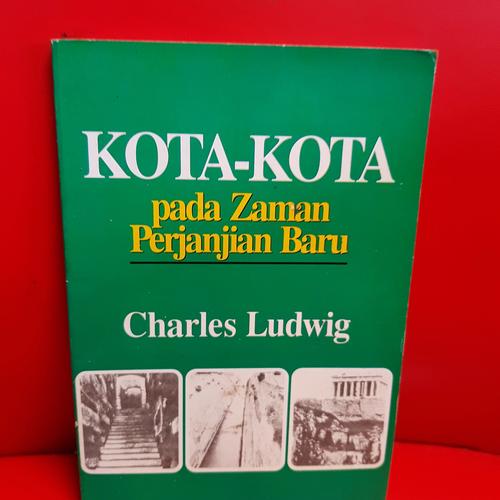 KOTA-KOTA
pada Zaman
Perjanjian Baru
Charles Ludwig